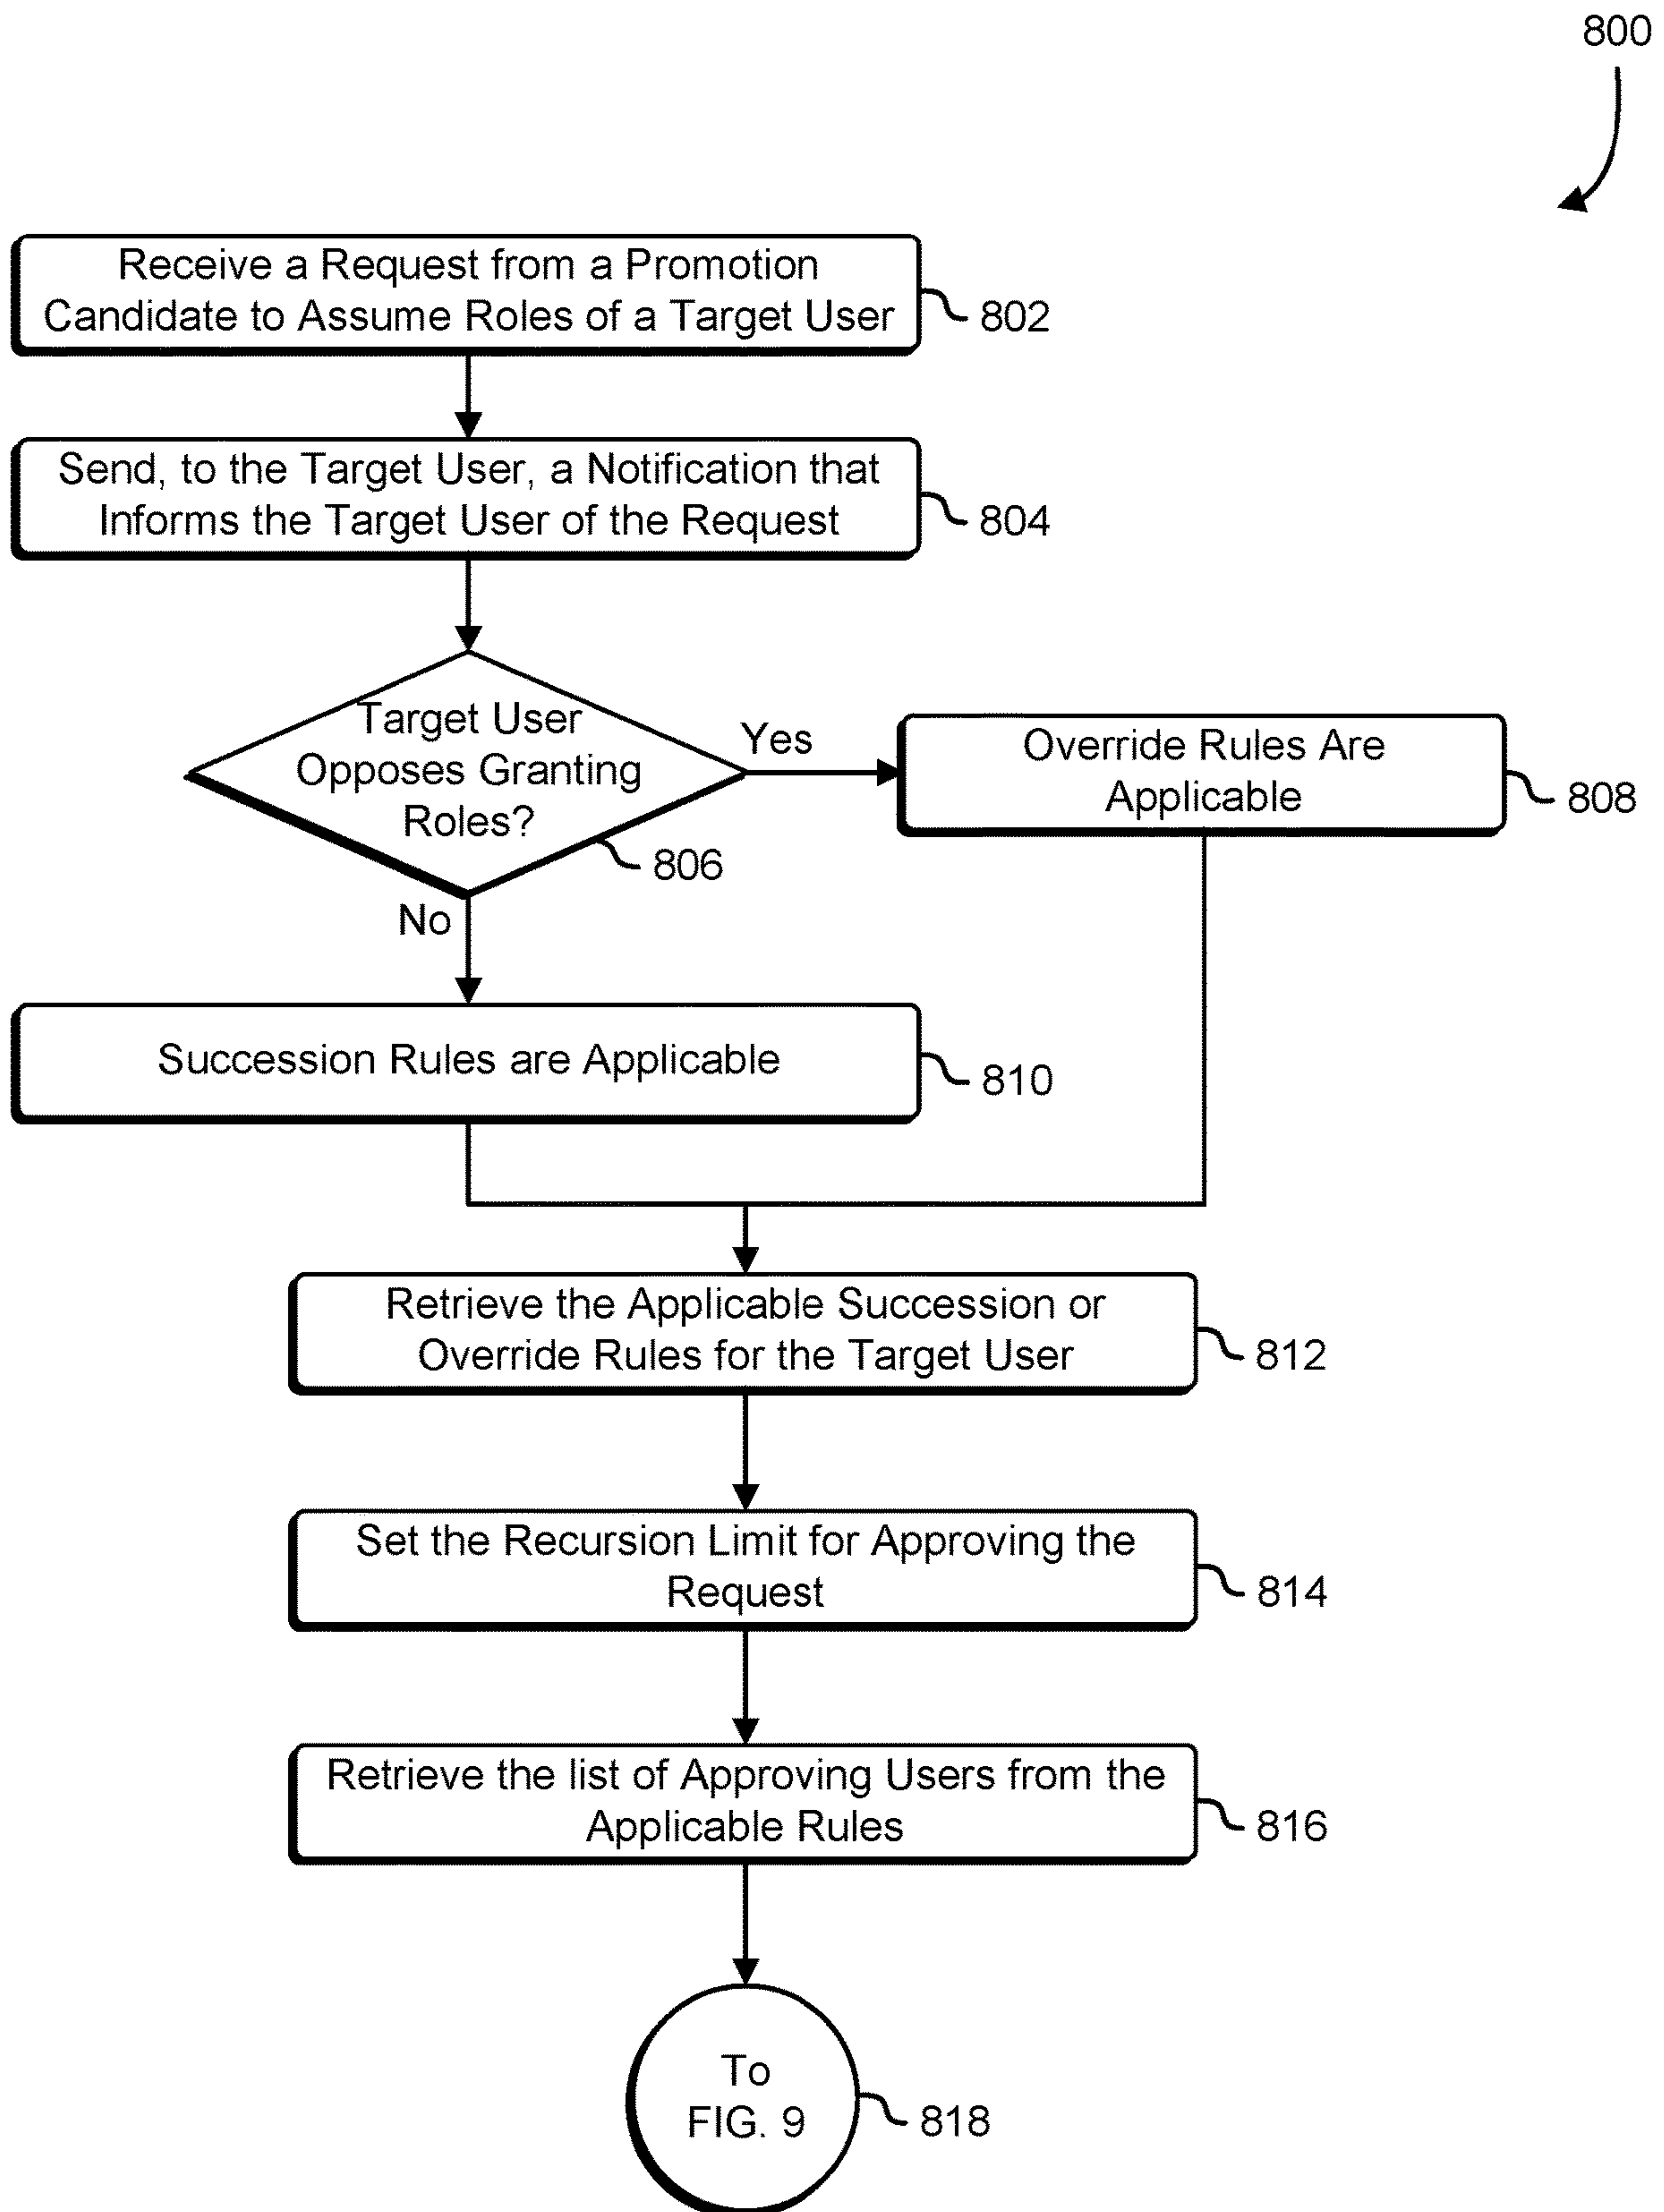 800
Receive a Request from a Promotion
Candidate to Assume Roles of a Target User
802
Send, to the Target User, a Notification that
Informs the Target User of the Request
804
Target User
Opposes Granting
Roles?
806
Yes
Override Rules Are
Applicable
808
No
Succession Rules are Applicable
810
Retrieve the Applicable Succession or
Override Rules for the Target User
812
Set the Recursion Limit for Approving the
Request
814
Retrieve the list of Approving Users from the
Applicable Rules
816
To
FIG. 9
818